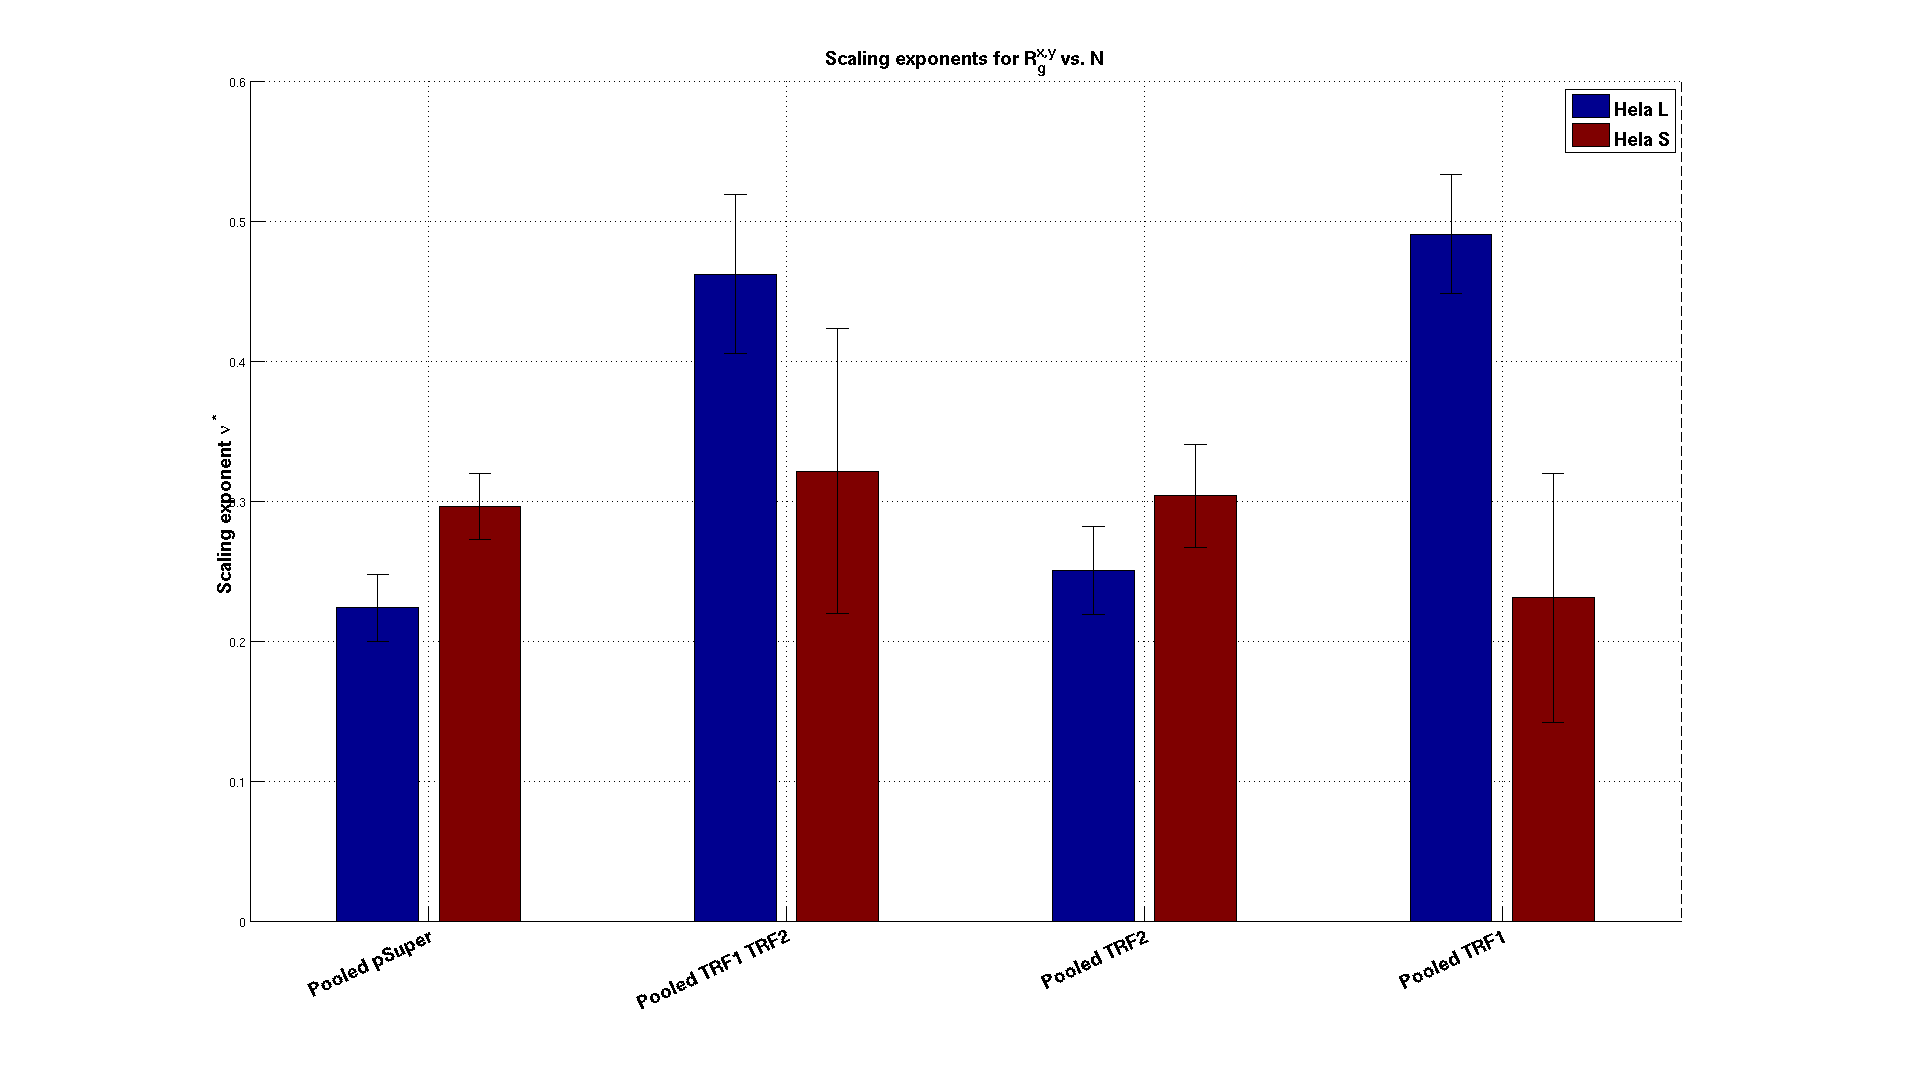 Scaling exponents for R_g^{x,y} vs. N
Hela L
Hela S
0.6
0.5
0.4
0.3
0.2
0.1
0
Scaling exponent ν*
Pooled pSuper
Pooled TRF1 TRF2
Pooled TRF2
Pooled TRF1